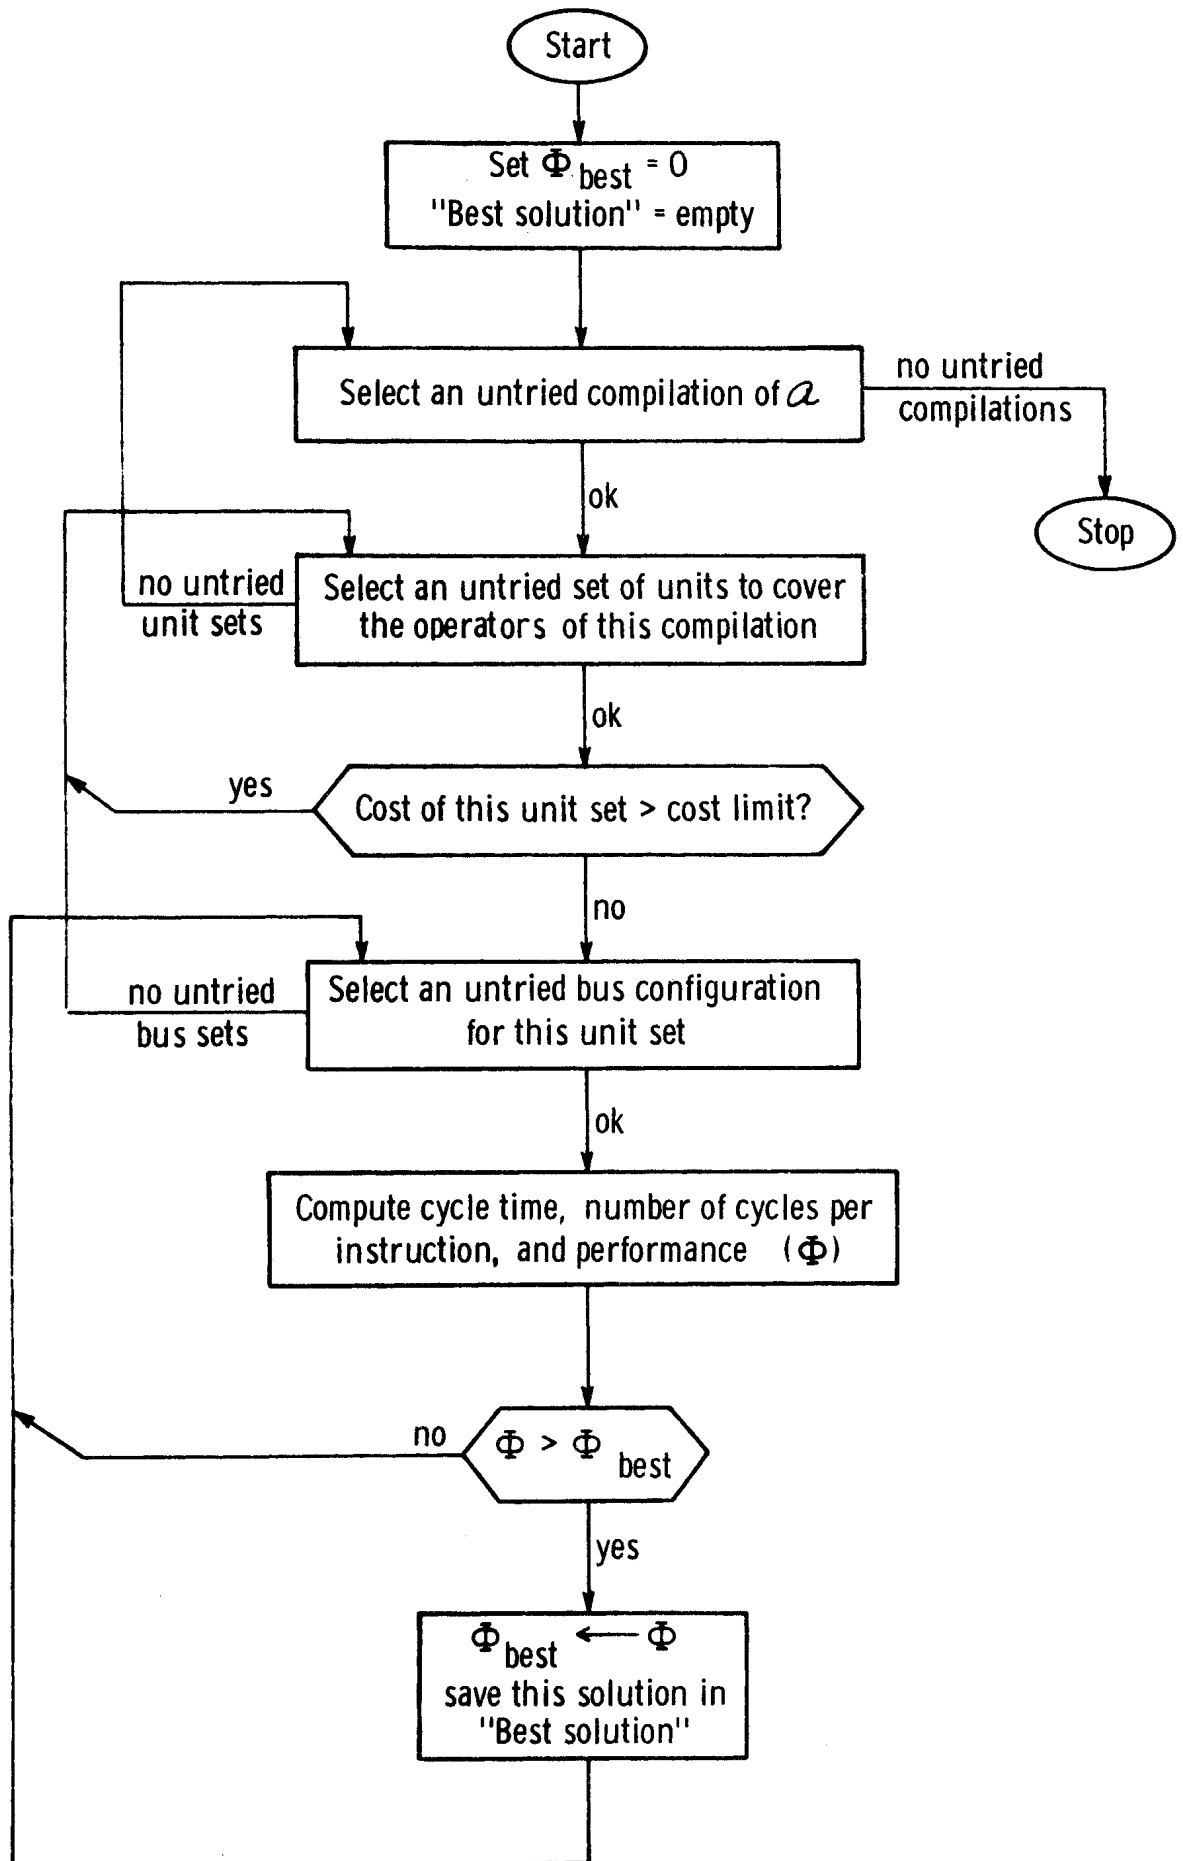 Start
Set Φ best = 0
"Best solution" = empty
Select an untried compilation of a
no untried
compilations
ok
Stop
no untried
unit sets
Select an untried set of units to cover
the operators of this compilation
ok
yes
Cost of this unit set > cost limit?
no
no untried
bus sets
Select an untried bus configuration
for this unit set
ok
Compute cycle time, number of cycles per
instruction, and performance (Φ)
no
Φ > Φ best
yes
Φ best ← Φ
save this solution in
"Best solution"